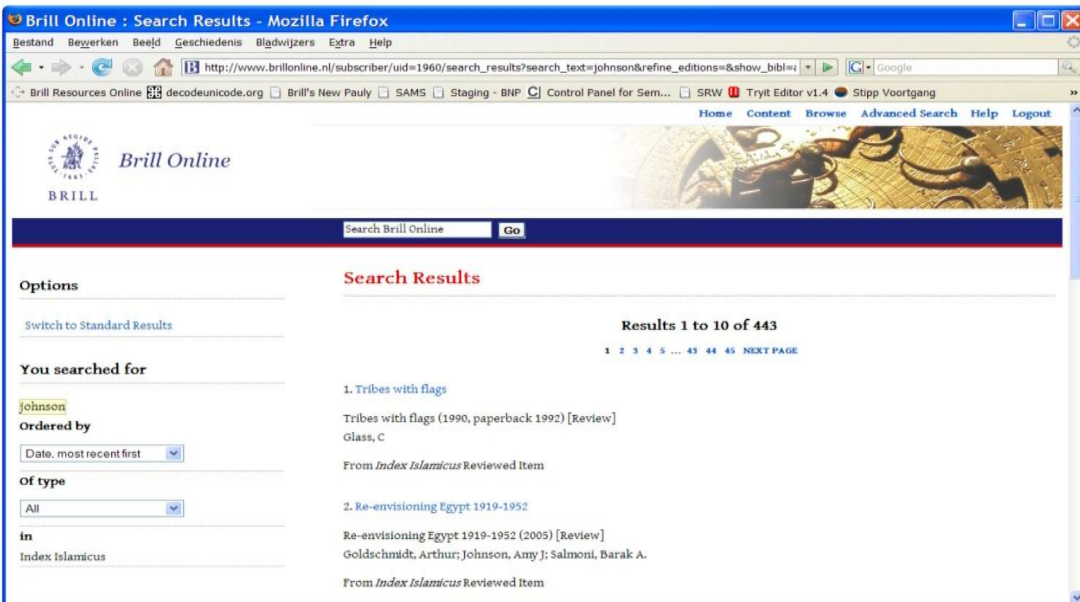 Brill Online : Search Results - Mozilla Firefox
Bestand Bewerken Beeld Geschiedenis Bladwijzers Extra Help
http://www.brillonline.nl/subscriber/uid=1960/search_results?search_text=johnson&refine_editions=&show_bibl= Google
Brill Resources Online decodeunicode.org Brill's New Pauly SAMS Staging - BNP Control Panel for Sem... SRW Tryit Editor v1.4 Stipp Voortgang
Home Content Browse Advanced Search Help Logout
Brill Online
BRILL
Search Brill Online Go
Options
Switch to Standard Results
You searched for
johnson
Ordered by
Date, most recent first
Of type
All
in
Index Islamicus
Search Results
Results 1 to 10 of 443
1 2 3 4 5 ... 43 44 45 NEXT PAGE
1. Tribes with flags
Tribes with flags (1990, paperback 1992) [Review]
Glass, C
From Index Islamicus Reviewed Item
2. Re-envisioning Egypt 1919-1952
Re-envisioning Egypt 1919-1952 (2005) [Review]
Goldschmidt, Arthur; Johnson, Amy J; Salmoni, Barak A.
From Index Islamicus Reviewed Item